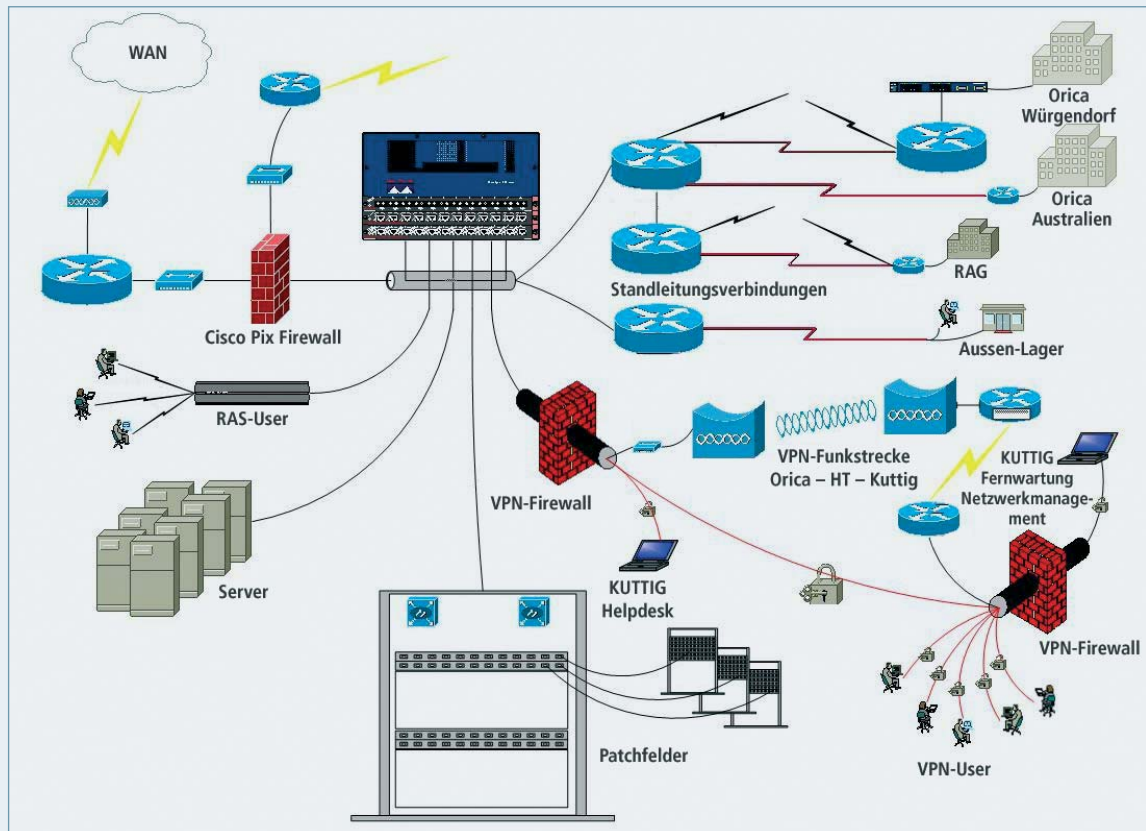 WAN
Orica
Würgendorf
Orica
Australien
RAG
Standleitungsverbindungen
Cisco Pix Firewall
Aussen-Lager
RAS-User
VPN-Firewall
VPN-Funkstrecke
Orica – HT – Kuttig
KUTTIG
Fernwartung
Netzwerkmanage-
ment
Server
KUTTIG
Helpdesk
VPN-Firewall
Patchfelder
VPN-User